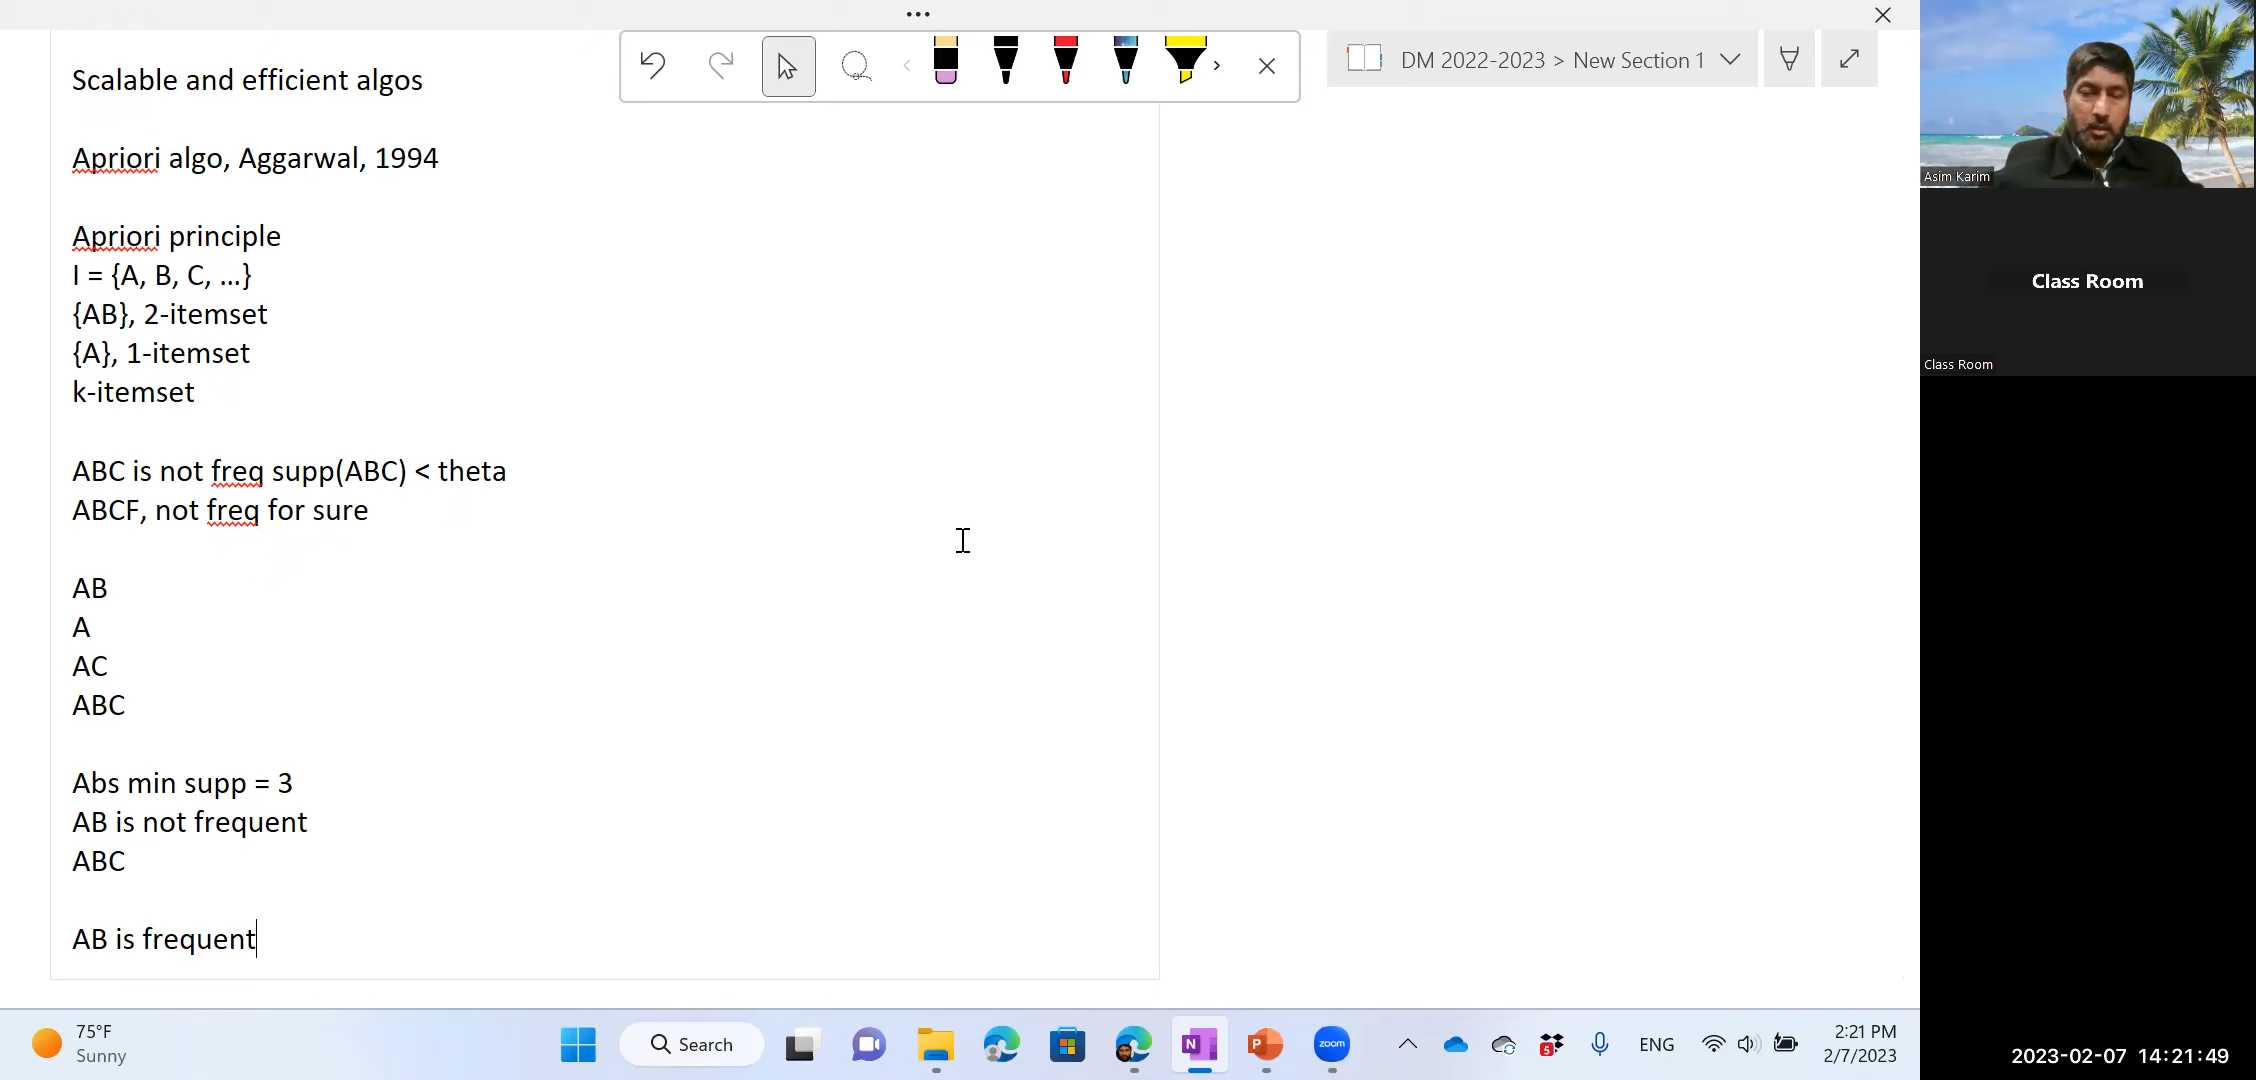 Scalable and efficient algos
Apriori algo, Aggarwal, 1994
Apriori principle
I = {A, B, C, ...}
{AB}, 2-itemset
{A}, 1-itemset
k-itemset
ABC is not freq supp(ABC) < theta
ABCF, not freq for sure
AB
A
AC
ABC
Abs min supp = 3
AB is not frequent
ABC
AB is frequent
DM 2022-2023 > New Section 1
Asim Karim
Class Room
Class Room
75°F
Sunny
Search
N
P
zoom
5
ENG
2:21 PM
2/7/2023
2023-02-07 14:21:49